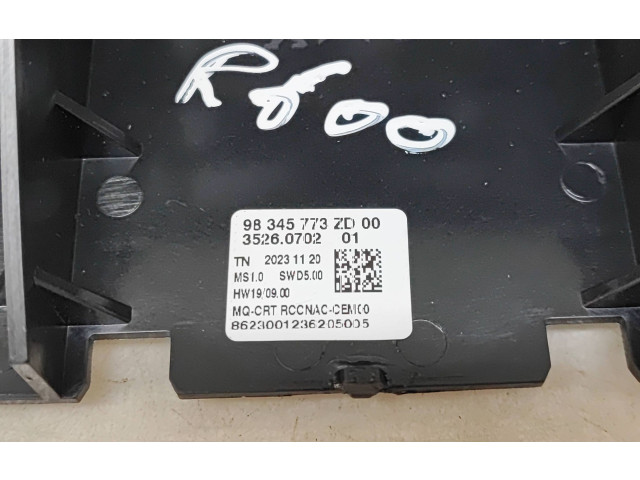 R800
98 345 773 ZD 00
3526.0702 01
TN 2023 11 20
MS1.0 SWD5.00
HW19/09.00
MQ-CRT RCCNAC-CEM00
8623001236205005